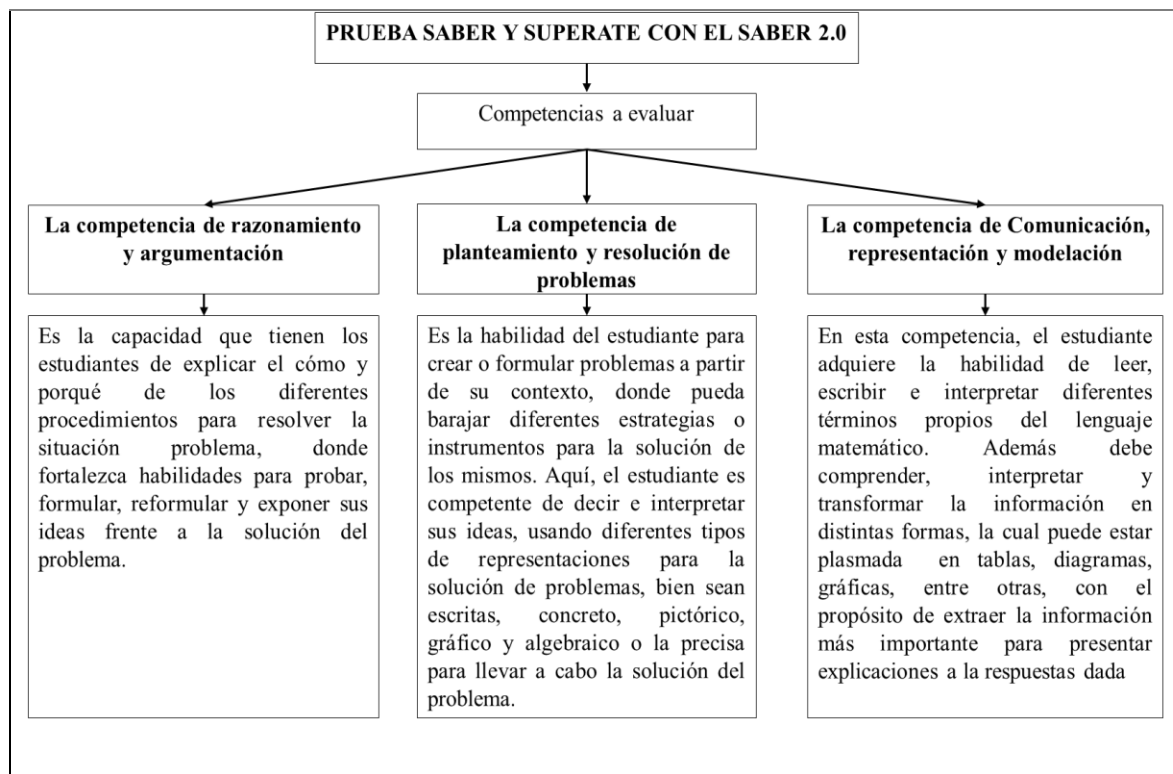 PRUEBA SABER Y SUPERATE CON EL SABER 2.0
Competencias a evaluar
La competencia de razonamiento
y argumentación
Es la capacidad que tienen los
estudiantes de explicar el cómo y
porqué de los diferentes
procedimientos para resolver la
situación problema, donde
fortalezca habilidades para probar,
formular, reformular y exponer sus
ideas frente a la solución del
problema.
La competencia de
planteamiento y resolución de
problemas
Es la habilidad del estudiante para
crear o formular problemas a partir
de su contexto, donde pueda
barajar diferentes estrategias o
instrumentos para la solución de
los mismos. Aquí, el estudiante es
competente de decir e interpretar
sus ideas, usando diferentes tipos
de representaciones para la
solución de problemas, bien sean
escritas, concreto, pictórico,
gráfico y algebraico o la precisa
para llevar a cabo la solución del
problema.
La competencia de Comunicación,
representación y modelación
En esta competencia, el estudiante
adquiere la habilidad de leer,
escribir e interpretar diferentes
términos propios del lenguaje
matemático. Además debe
comprender, interpretar y
transformar la información en
distintas formas, la cual puede estar
plasmada en tablas, diagramas,
gráficas, entre otras, con el
propósito de extraer la información
más importante para presentar
explicaciones a la respuestas dada